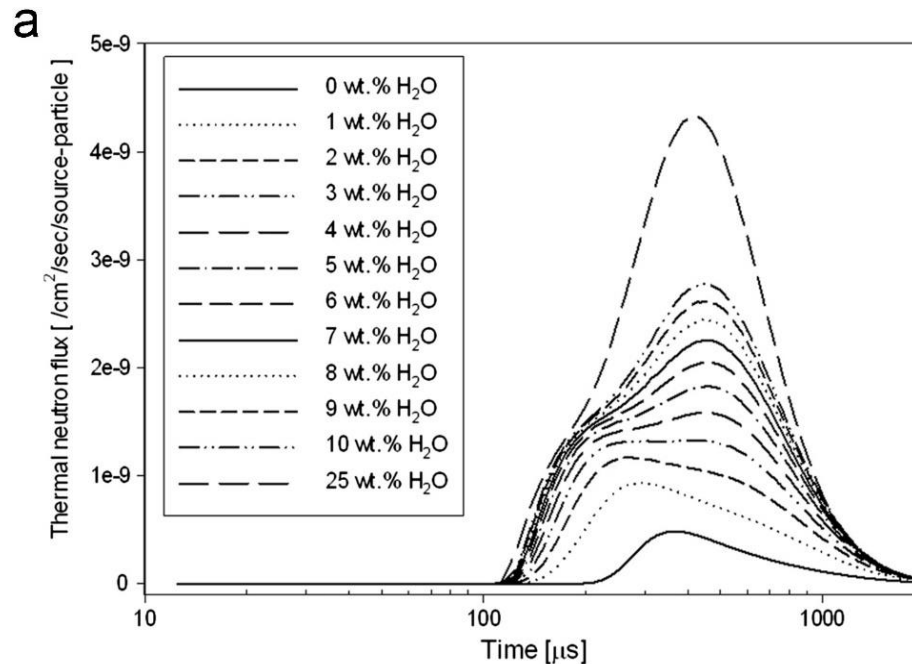 a
Thermal neutron flux [ /cm²/sec/source-particle ]
5e-9
4e-9
3e-9
2e-9
1e-9
0
0 wt.% H₂O
1 wt.% H₂O
2 wt.% H₂O
3 wt.% H₂O
4 wt.% H₂O
5 wt.% H₂O
6 wt.% H₂O
7 wt.% H₂O
8 wt.% H₂O
9 wt.% H₂O
10 wt.% H₂O
25 wt.% H₂O
10 100 1000
Time [μs]